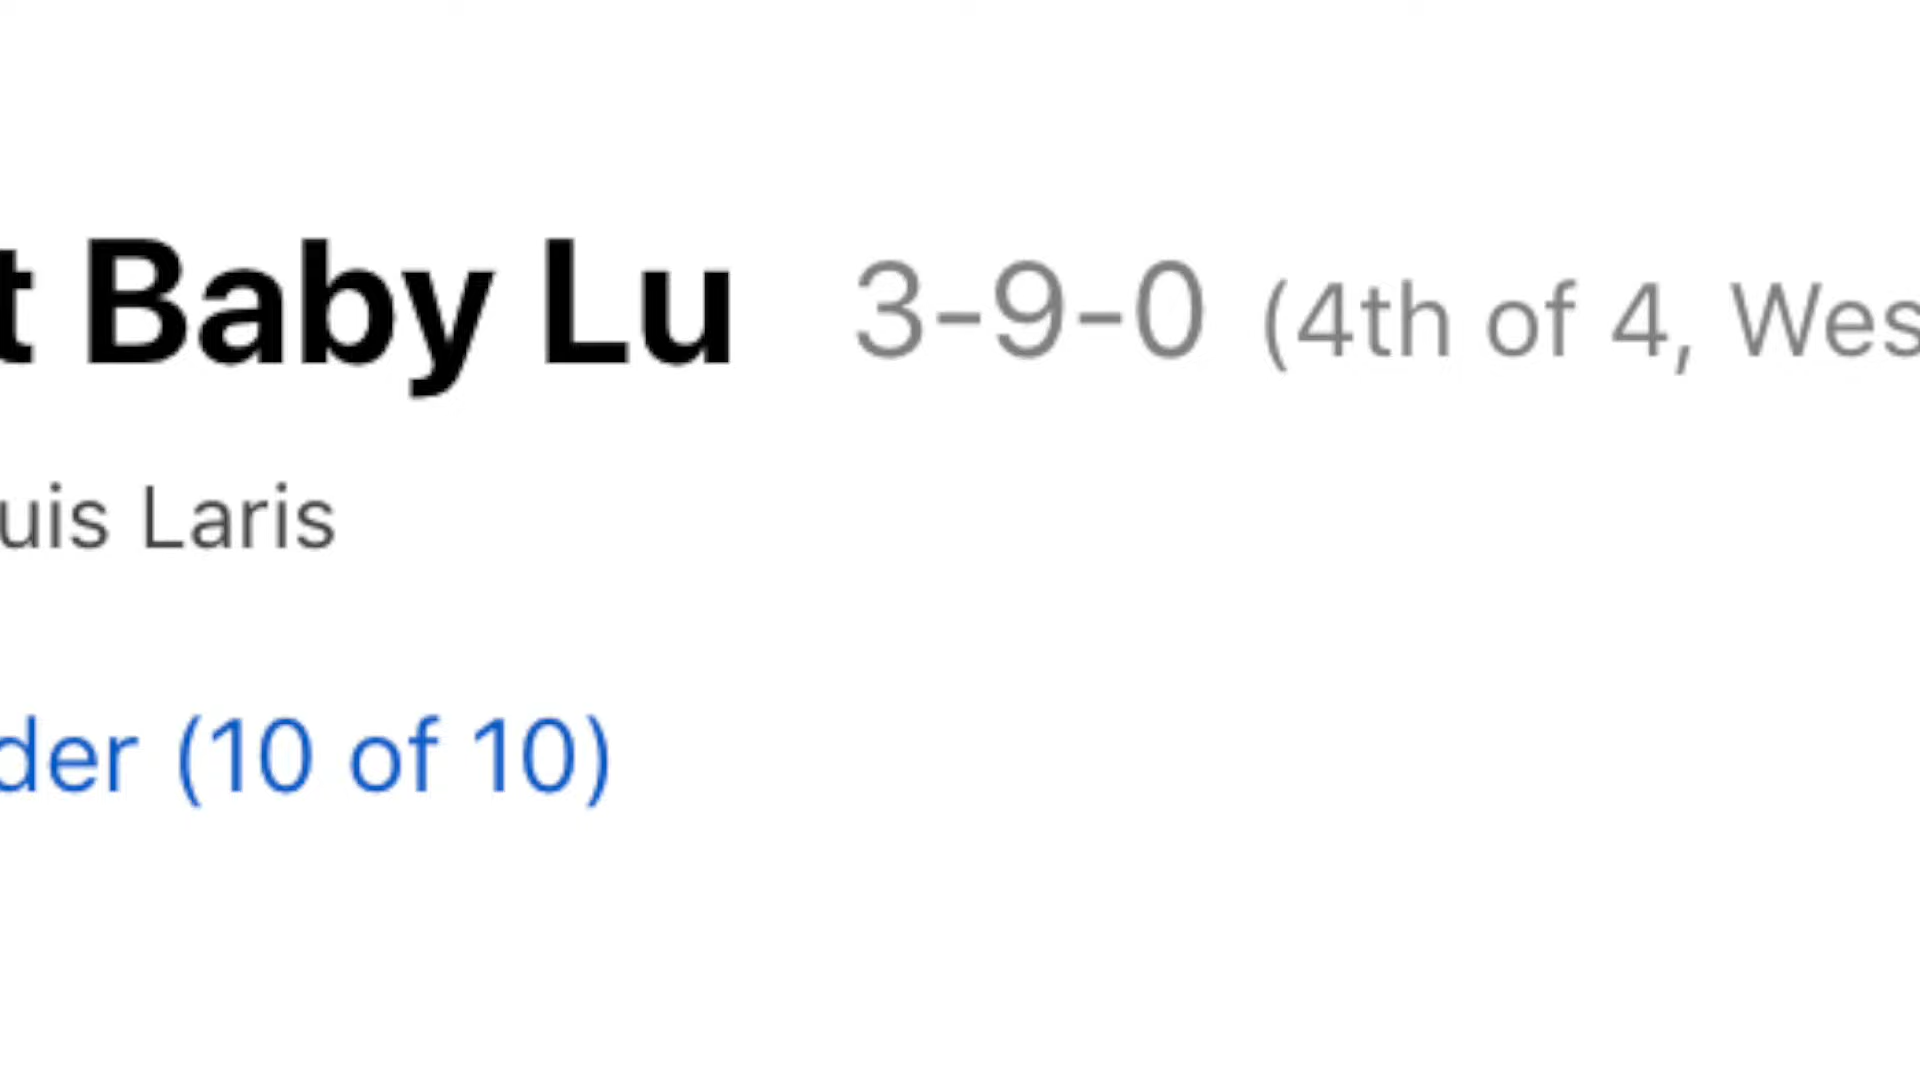 t Baby Lu 3-9-0 (4th of 4, Wes
uis Laris
der (10 of 10)